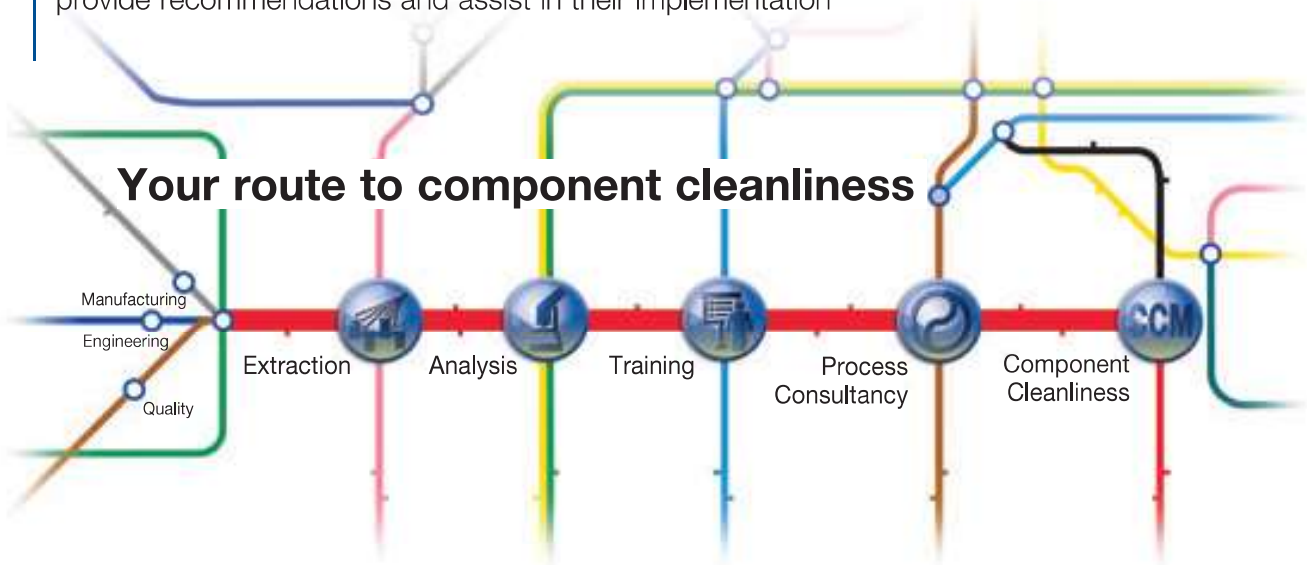 provide recommendations and assist in their implementation
Your route to component cleanliness
Manufacturing
Engineering
Quality
Extraction
Analysis
Training
Process
Consultancy
Component
Cleanliness
CCM